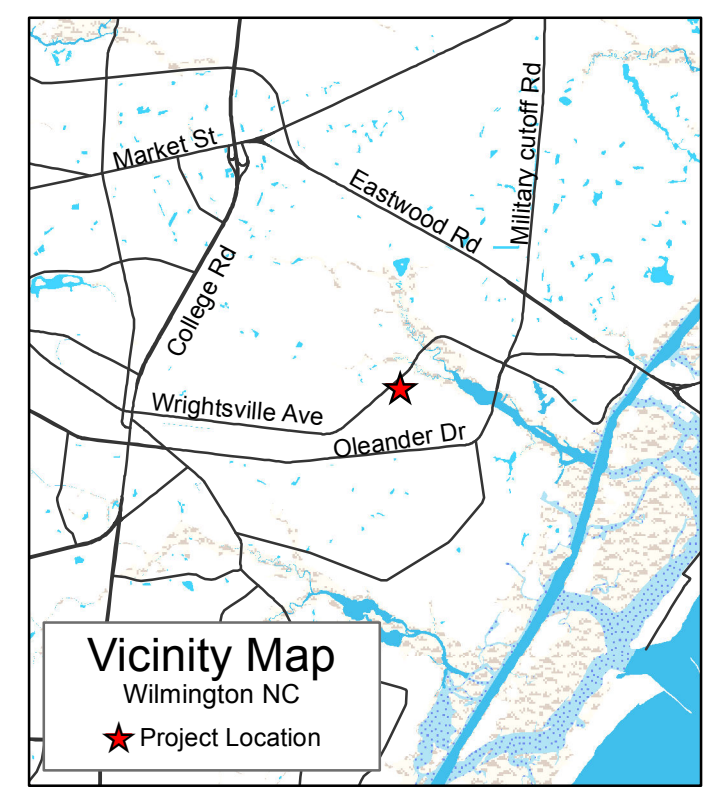 Market St
Military cutoff Rd
Eastwood Rd
College Rd
Wrightsville Ave
Oleander Dr
Vicinity Map
Wilmington NC
Project Location